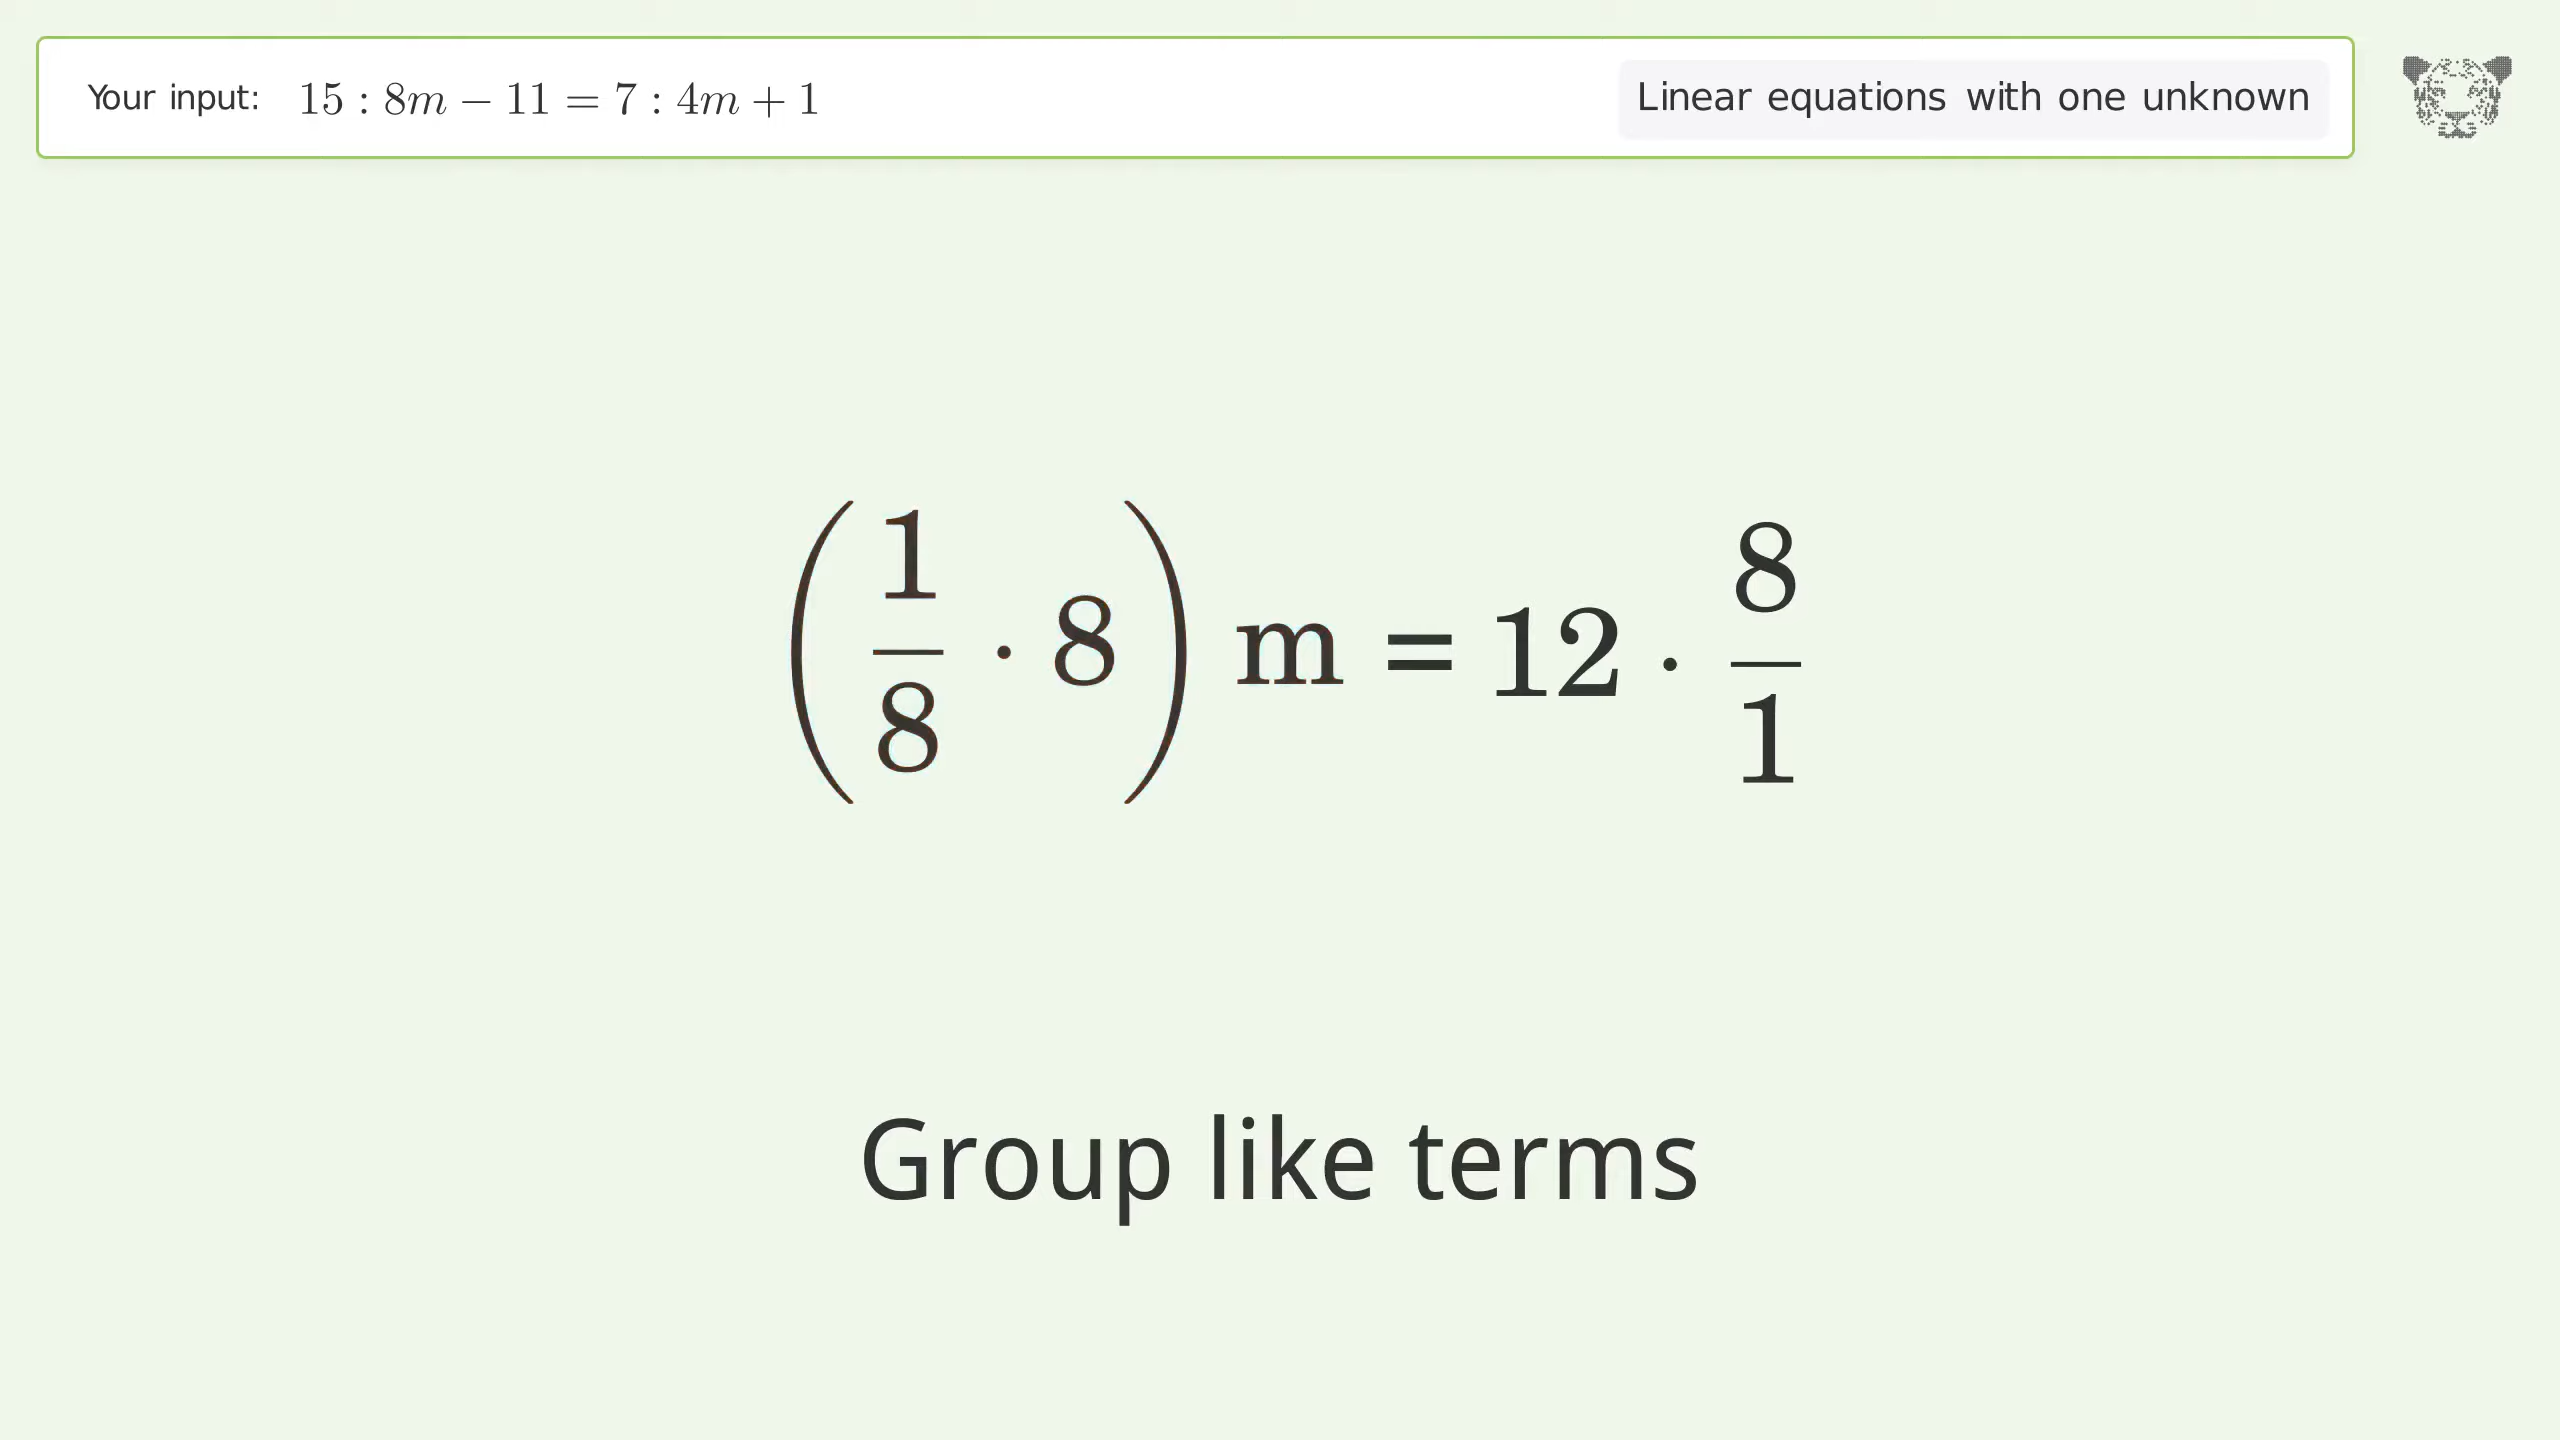 Your input: 15 : 8m − 11 = 7 : 4m + 1
Linear equations with one unknown
(1/8 · 8) m = 12 · 8/1
Group like terms